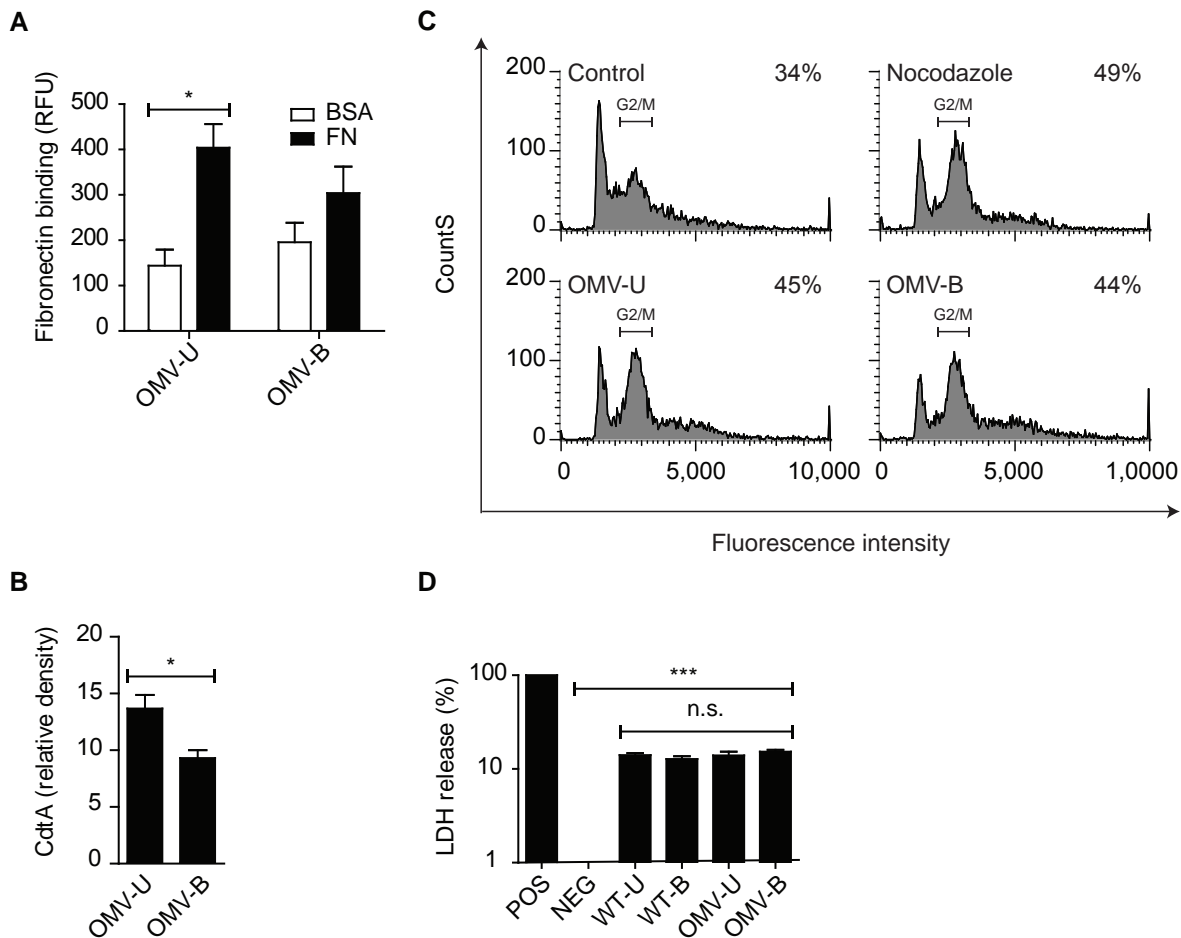 A
Fibronectin binding (RFU)
500
400
300
200
100
0
*
BSA
FN
OMV-U
OMV-B
C
CountS
200
100
0
Control
34%
G2/M
Nocodazole
49%
G2/M
200
100
0
OMV-U
45%
G2/M
OMV-B
44%
G2/M
0
5,000
10,000
0
5,000
1,0000
Fluorescence intensity
B
CdtA (relative density)
20
15
10
5
0
*
OMV-U
OMV-B
D
LDH release (%)
100
10
1
***
n.s.
POS
NEG
WT-U
WT-B
OMV-U
OMV-B